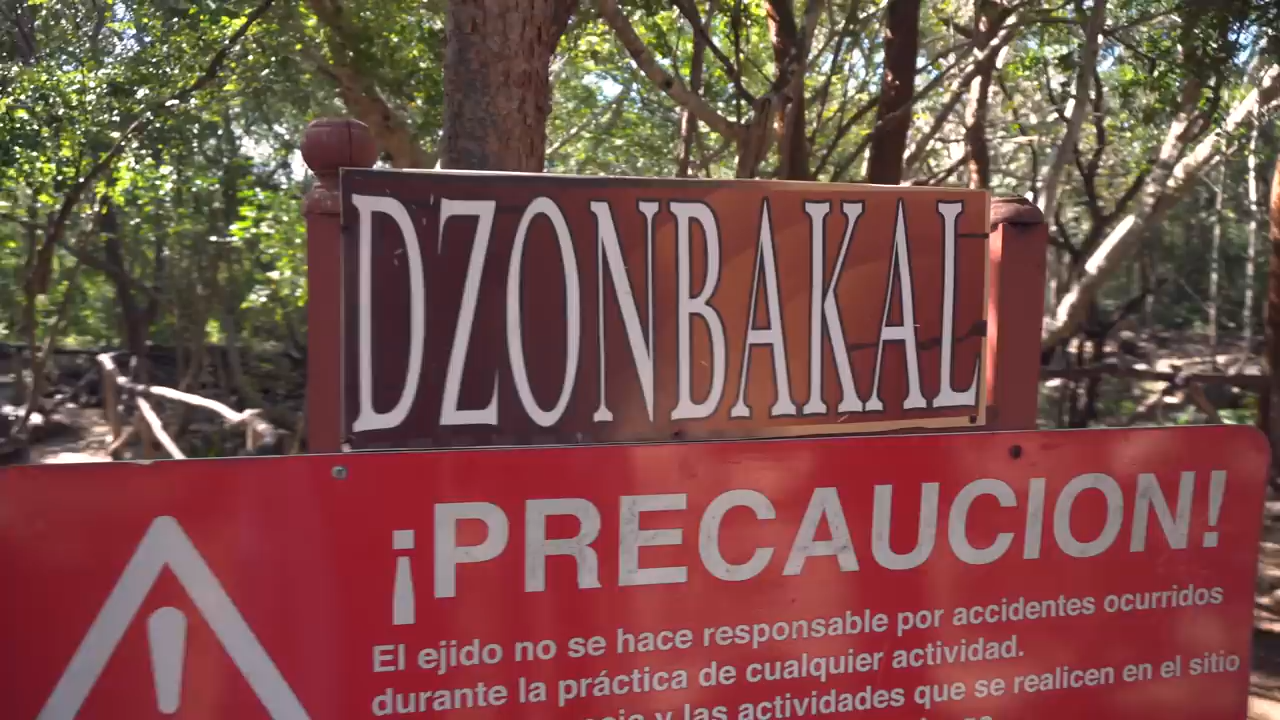 DZONBAKAL
¡PRECAUCION!
El ejido no se hace responsable por accidentes ocurridos
durante la práctica de cualquier actividad.
y las actividades que se realicen en el sitio